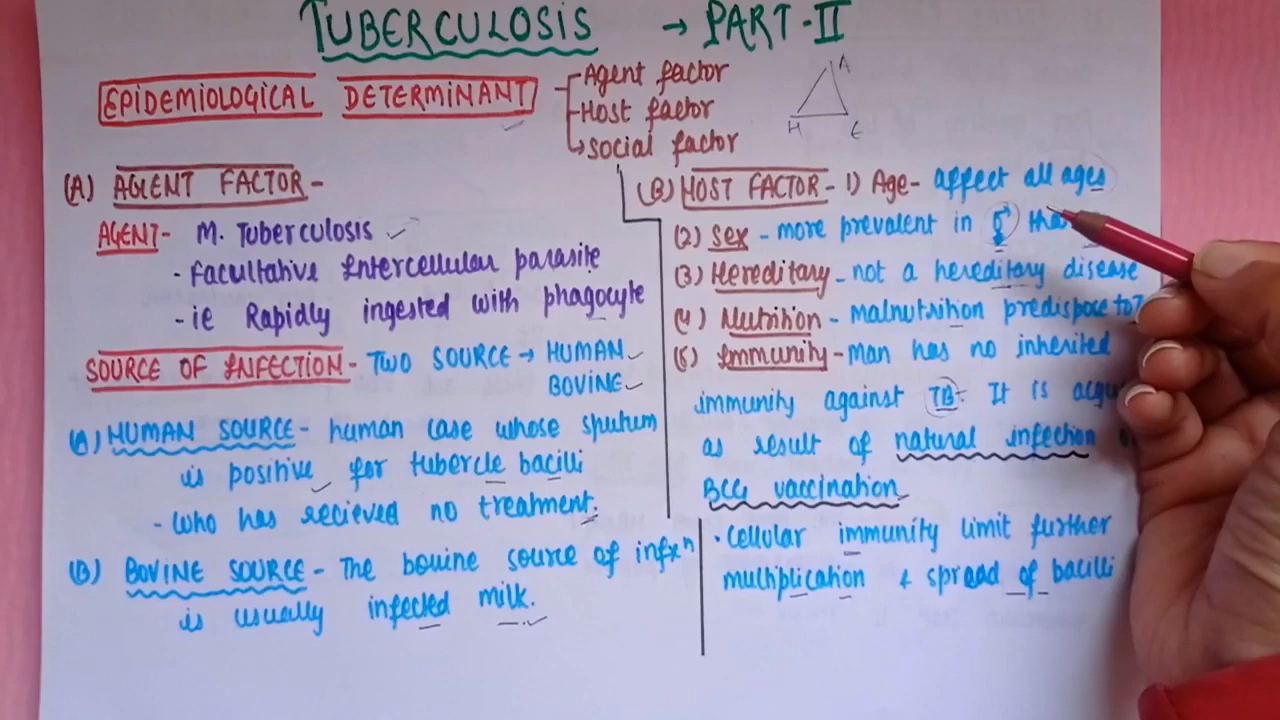 TUBERCULOSIS → PART-II
EPIDEMIOLOGICAL DETERMINANT
Agent factor
Host factor
Social factor
A
H E
(A) AGENT FACTOR-
AGENT- M. Tuberculosis
- facultative intercellular parasite
- ie Rapidly ingested with phagocyte
SOURCE OF INFECTION- TWO SOURCE → HUMAN
BOVINE
(A) HUMAN SOURCE- human case whose sputum
is positive for tubercle bacilli
- who has recieved no treatment.
(B) BOVINE SOURCE- The bovine source of infxⁿ
is usually infected milk.
(B) HOST FACTOR- 1) Age- affect all ages
(2) Sex - more prevalent in ♂ tha
(3) Hereditary - not a hereditary disease
(4) Nutrition - malnutrition predispose to T
(5) Immunity - man has no inherited
immunity against TB. It is acqu
as result of natural infection
BCG vaccination
• Cellular immunity limit further
multiplication & spread of bacilli